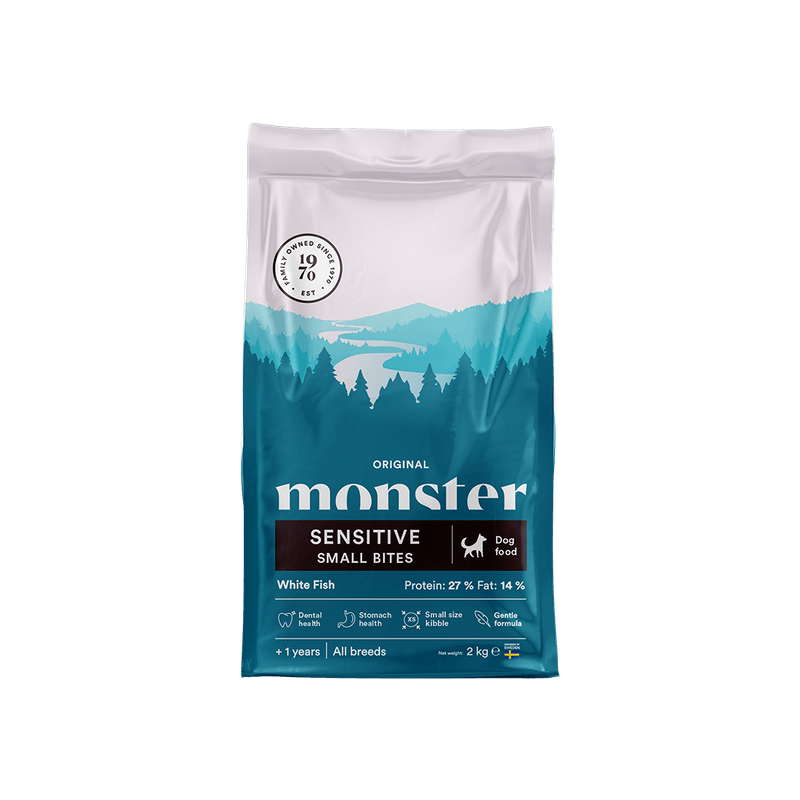 FAMILY OWNED SINCE 1970
19
70
• EST •
ORIGINAL
monster
SENSITIVE
SMALL BITES
Dog
food
White Fish
Protein: 27 % Fat: 14 %
Dental
health
Stomach
health
XS
Small size
kibble
Gentle
formula
+ 1 years
All breeds
Net weight: 2 kg ℮
SWEDEN